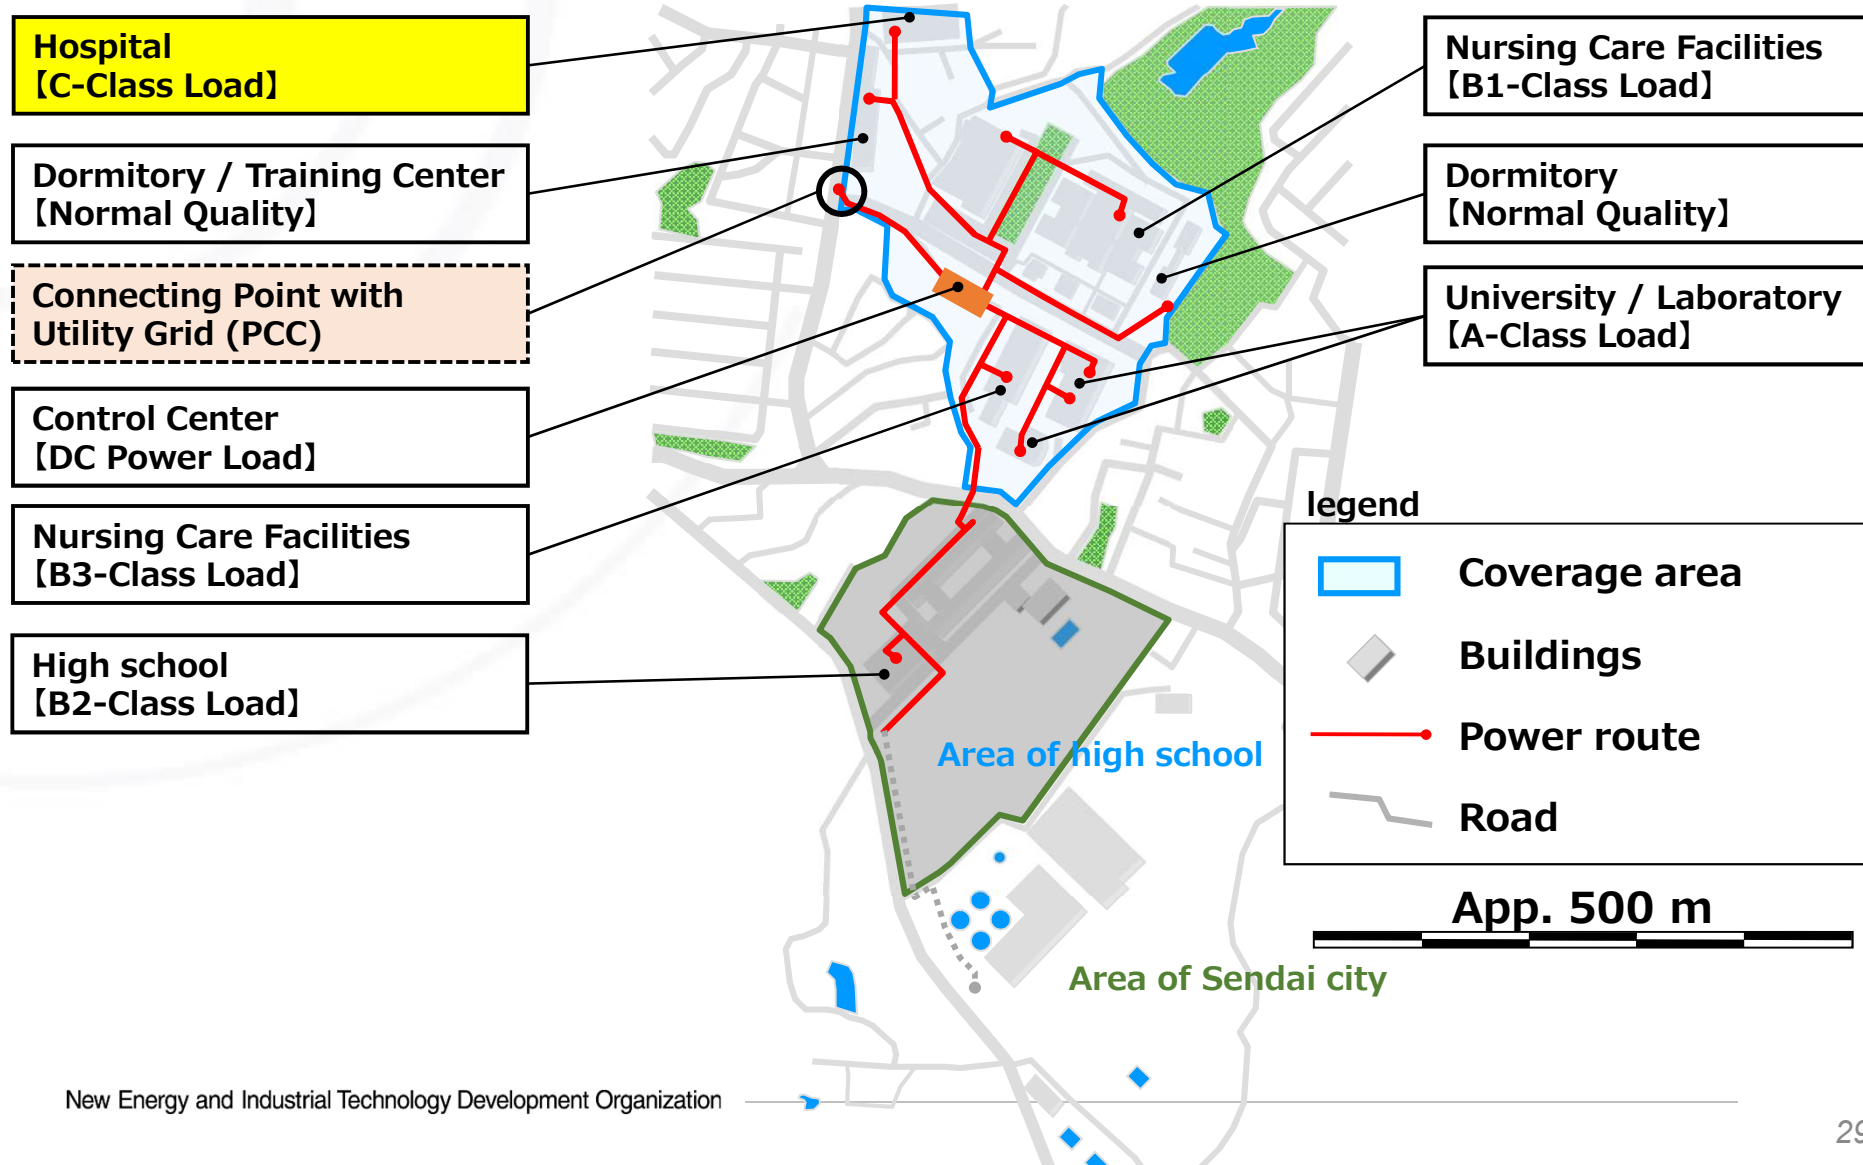 Hospital
【C-Class Load】
Dormitory / Training Center
【Normal Quality】
Connecting Point with
Utility Grid (PCC)
Control Center
【DC Power Load】
Nursing Care Facilities
【B3-Class Load】
High school
【B2-Class Load】
Nursing Care Facilities
【B1-Class Load】
Dormitory
【Normal Quality】
University / Laboratory
【A-Class Load】
legend
Coverage area
Buildings
Power route
Road
App. 500 m
Area of high school
Area of Sendai city
New Energy and Industrial Technology Development Organization
29